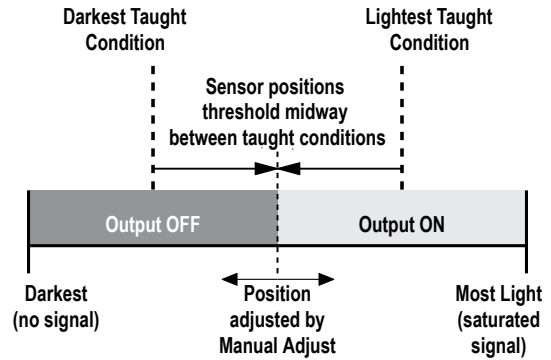 Darkest Taught
Condition
Lightest Taught
Condition
Sensor positions
threshold midway
between taught conditions
Output OFF
Output ON
Darkest
(no signal)
Position
adjusted by
Manual Adjust
Most Light
(saturated
signal)